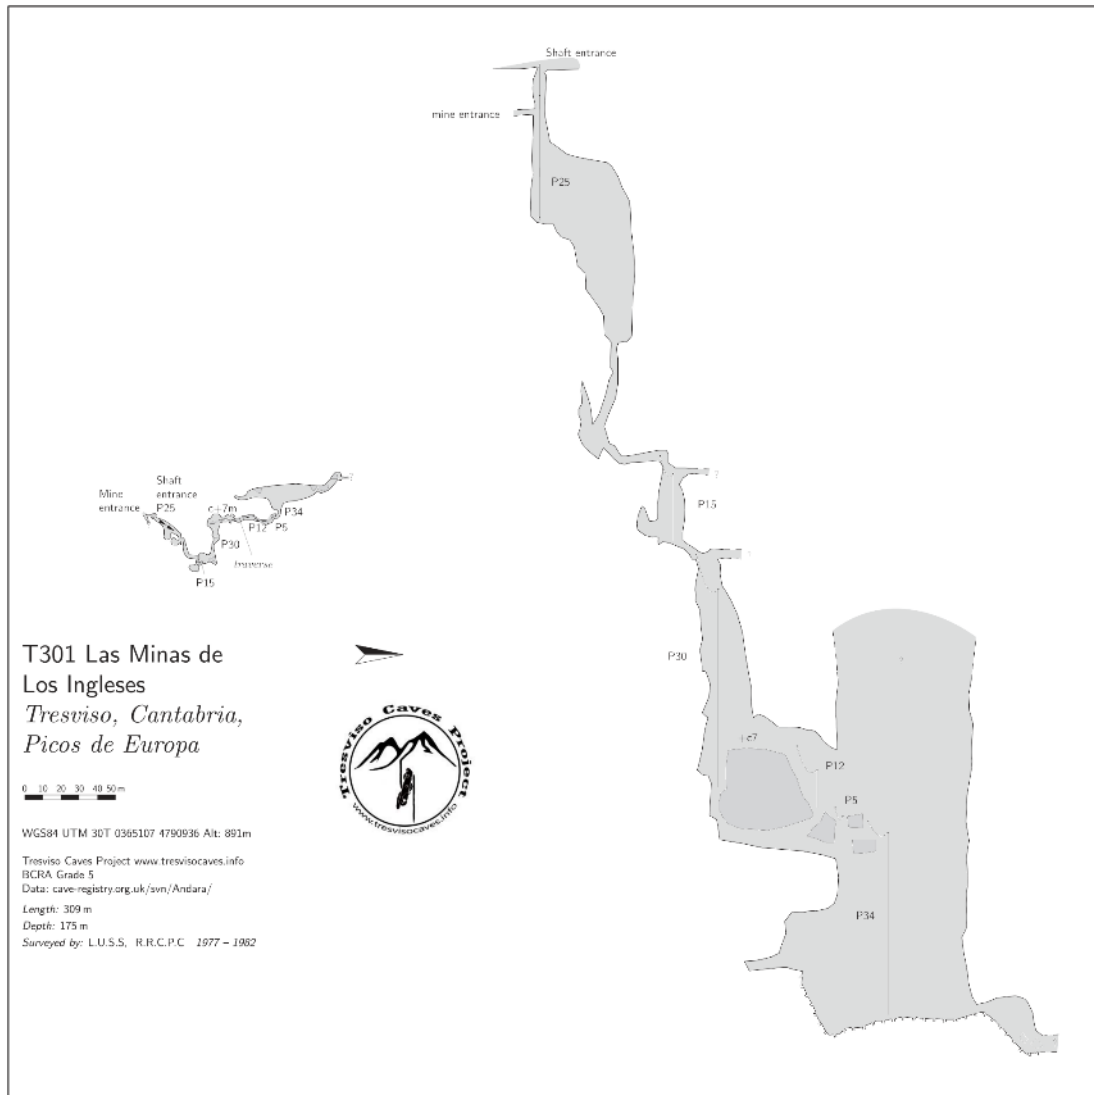 Shaft entrance
mine entrance
P25
?
P15
P30
+c7
P12
P5
P34
Mine
entrance
Shaft
entrance
P25
c+7m
P12
P5
P34
?
P30
traverse
P15
T301 Las Minas de
Los Ingleses
Tresviso, Cantabria,
Picos de Europa
0 10 20 30 40 50m
WGS84 UTM 30T 0365107 4790936 Alt: 891m
Tresviso Caves Project www.tresvisocaves.info
BCRA Grade 5
Data: cave-registry.org.uk/svn/Andara/
Length: 309 m
Depth: 175 m
Surveyed by: L.U.S.S, R.R.C.P.C 1977 – 1982
Tresviso Caves Project
www.tresvisocaves.info